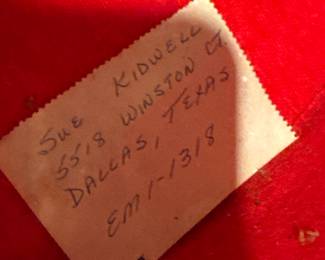 SUE KIDWELL
5518 WINSTON CT.
DALLAS, TEXAS
EM1-1318